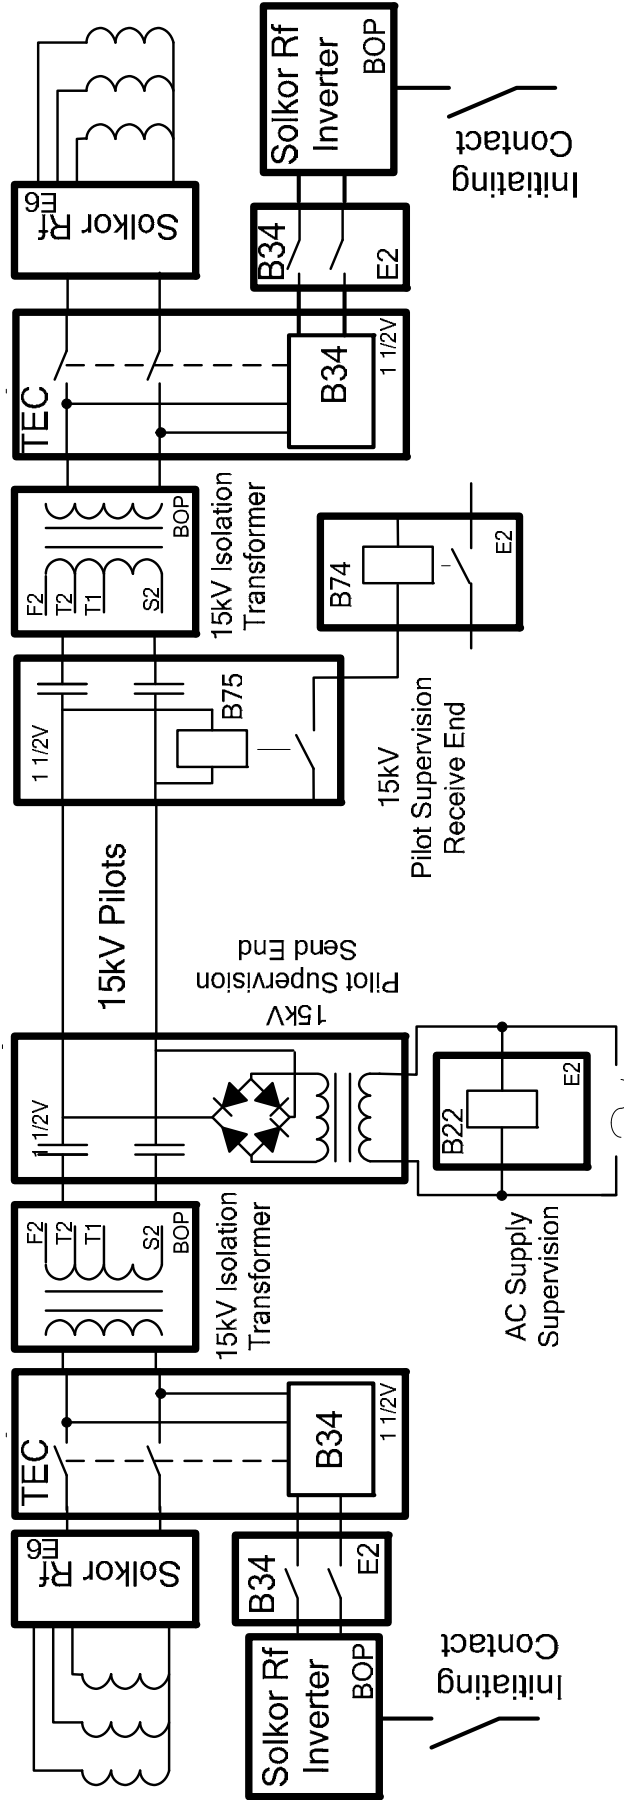 Solkor Rf
E6
TEC
B34
1 1/2V
B34
E2
Solkor Rf
Inverter
BOP
Initiating
Contact
F2
T2
T1
S2
BOP
15kV Isolation
Transformer
1 1/2V
15kV
Pilot Supervision
Send End
B22
E2
AC Supply
Supervision
15kV Pilots
1 1/2V
B75
15kV
Pilot Supervision
Receive End
B74
E2
F2
T2
T1
S2
BOP
15kV Isolation
Transformer
TEC
B34
1 1/2V
Solkor Rf
E6
B34
E2
Solkor Rf
Inverter
BOP
Initiating
Contact